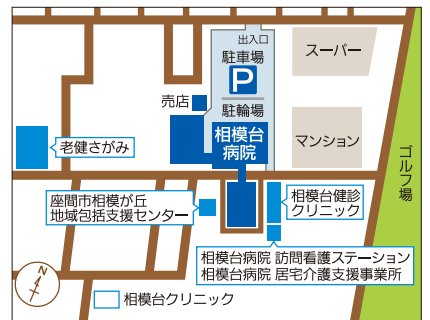 出入口
駐車場
P
駐輪場
スーパー
売店
相模台
病院
マンション
老健さがみ
ゴルフ場
座間市相模が丘
地域包括支援センター
相模台健診
クリニック
相模台病院 訪問看護ステーション
相模台病院 居宅介護支援事業所
N
相模台クリニック